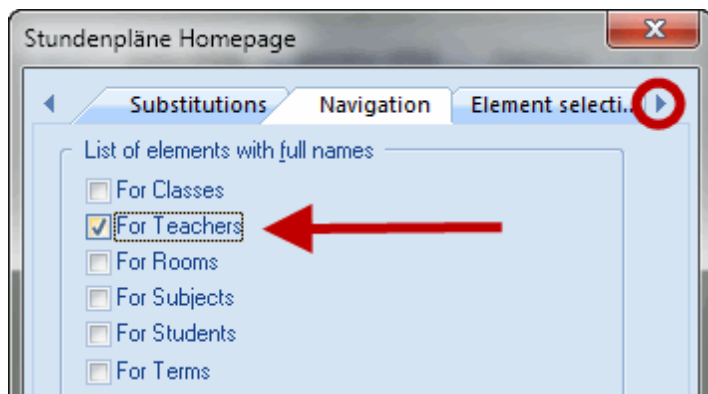 Stundenpläne Homepage
Substitutions Navigation Element selecti..
List of elements with full names
For Classes
For Teachers
For Rooms
For Subjects
For Students
For Terms